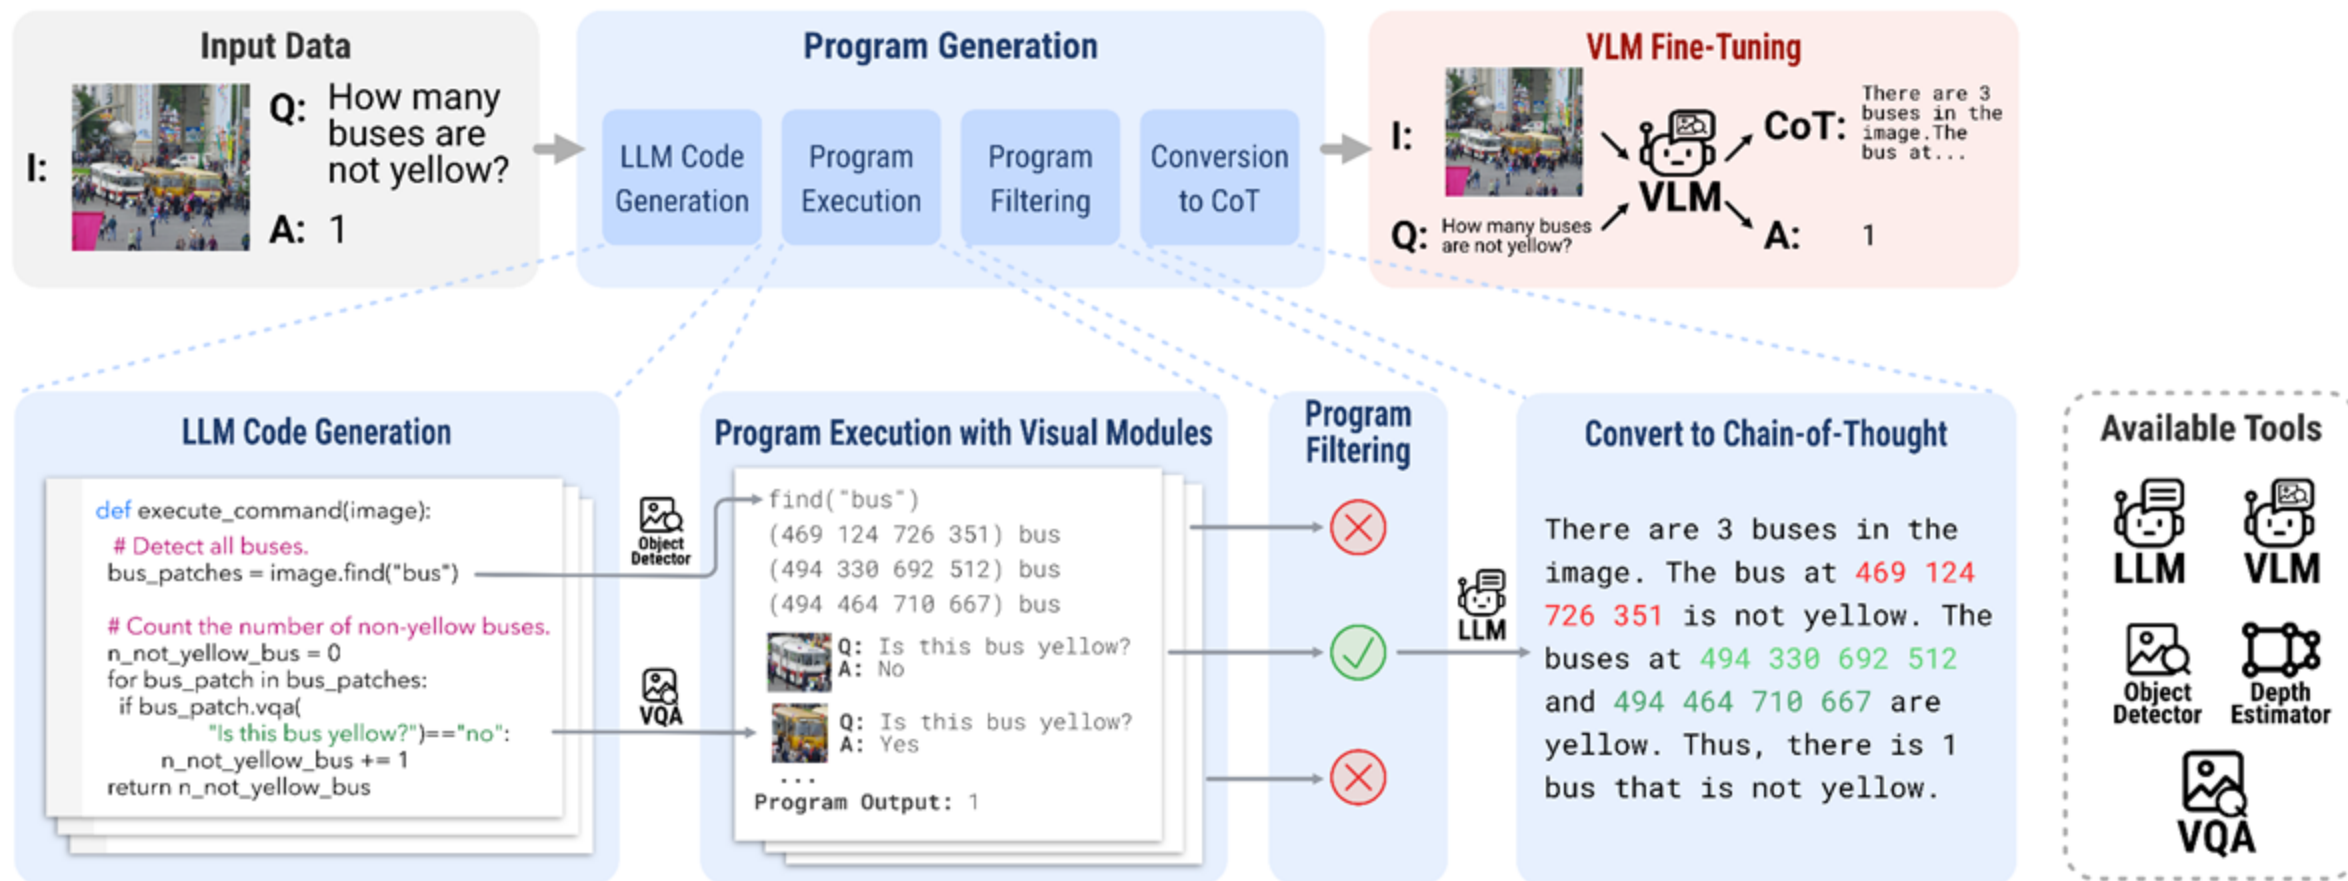 Input Data
I:
Q: How many
buses are
not yellow?
A: 1
Program Generation
LLM Code
Generation
Program
Execution
Program
Filtering
Conversion
to CoT
VLM Fine-Tuning
I:
Q: How many buses
are not yellow?
VLM
CoT: There are 3
buses in the
image.The
bus at...
A: 1
LLM Code Generation
def execute_command(image):
# Detect all buses.
bus_patches = image.find("bus")
# Count the number of non-yellow buses.
n_not_yellow_bus = 0
for bus_patch in bus_patches:
if bus_patch.vqa(
"Is this bus yellow?")=="no":
n_not_yellow_bus += 1
return n_not_yellow_bus
Object
Detector
VQA
Program Execution with Visual Modules
find("bus")
(469 124 726 351) bus
(494 330 692 512) bus
(494 464 710 667) bus
Q: Is this bus yellow?
A: No
Q: Is this bus yellow?
A: Yes
...
Program Output: 1
Program
Filtering
LLM
Convert to Chain-of-Thought
There are 3 buses in the
image. The bus at 469 124
726 351 is not yellow. The
buses at 494 330 692 512
and 494 464 710 667 are
yellow. Thus, there is 1
bus that is not yellow.
Available Tools
LLM
VLM
Object
Detector
Depth
Estimator
VQA